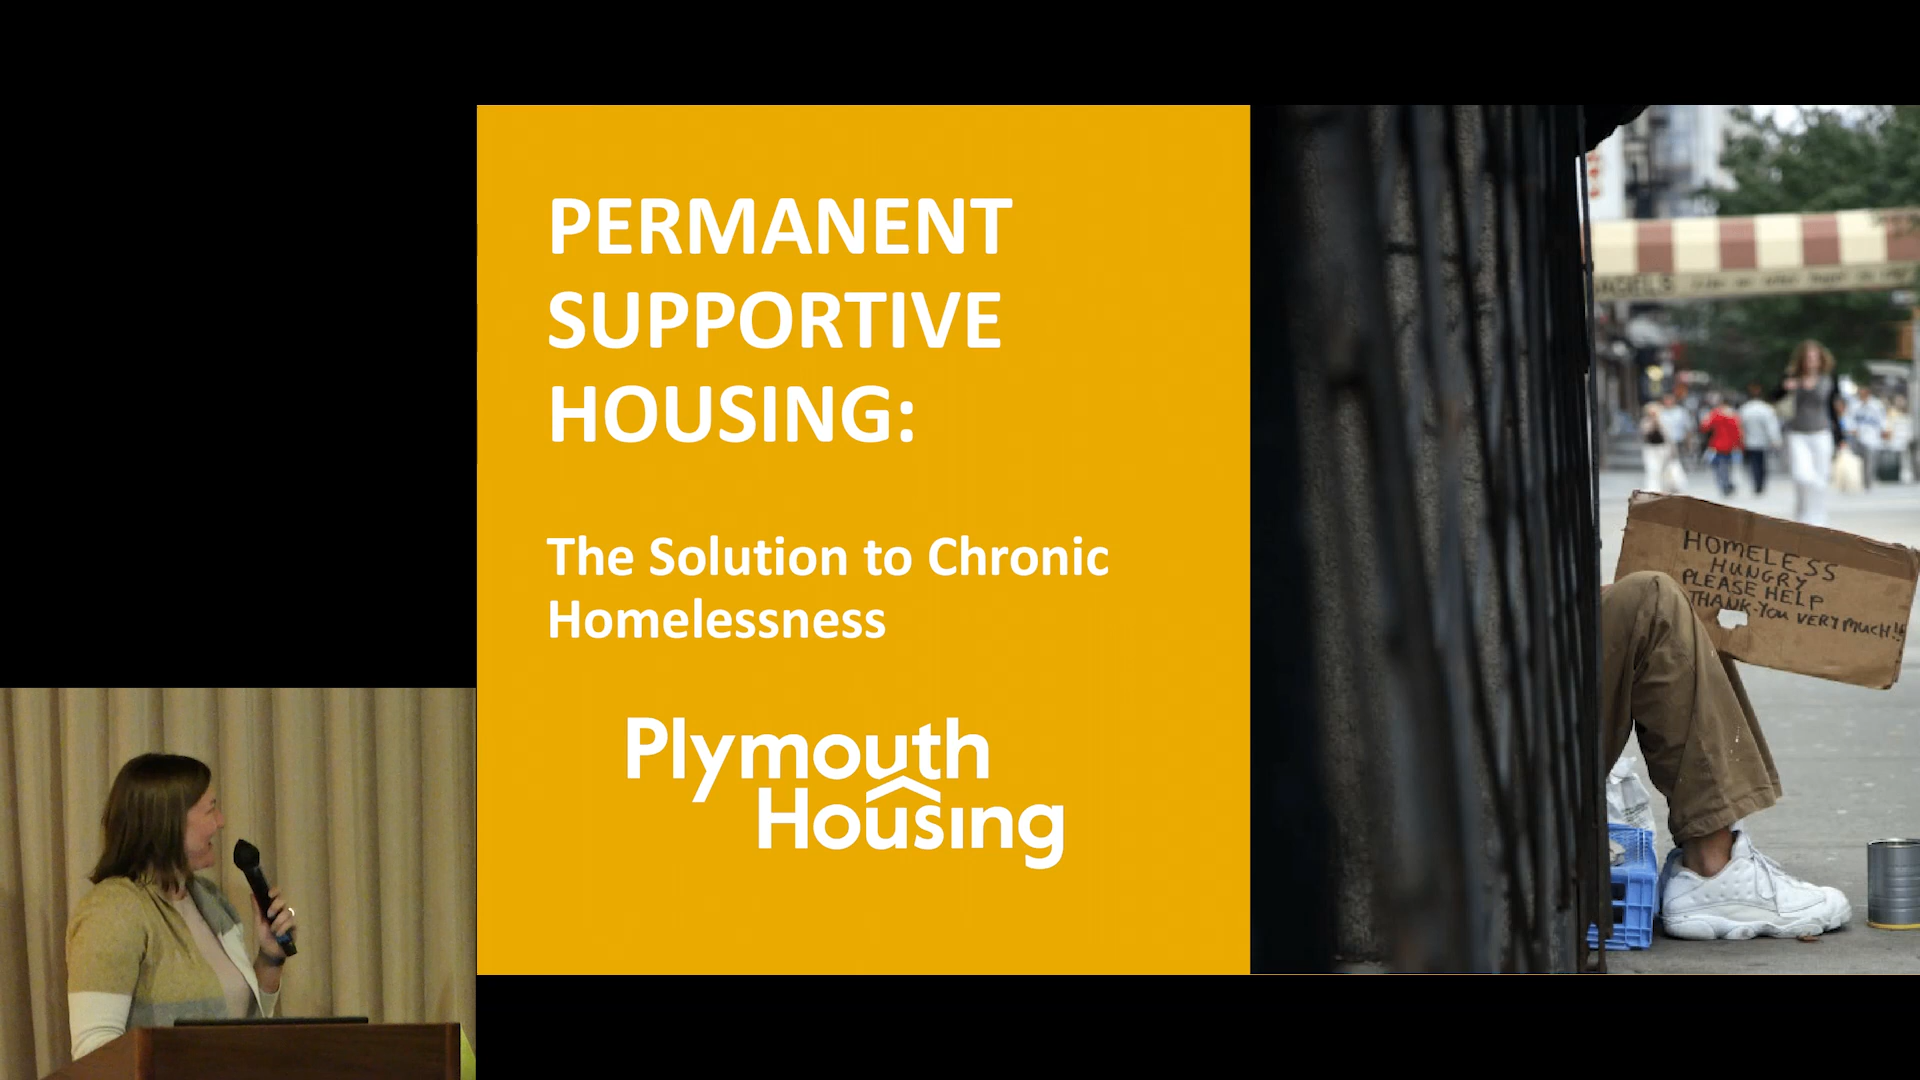 PERMANENT
SUPPORTIVE
HOUSING:
The Solution to Chronic
Homelessness
Plymouth
Housing
HOMELESS
HUNGRY
PLEASE HELP
THANK-YOU VERY MUCH!!